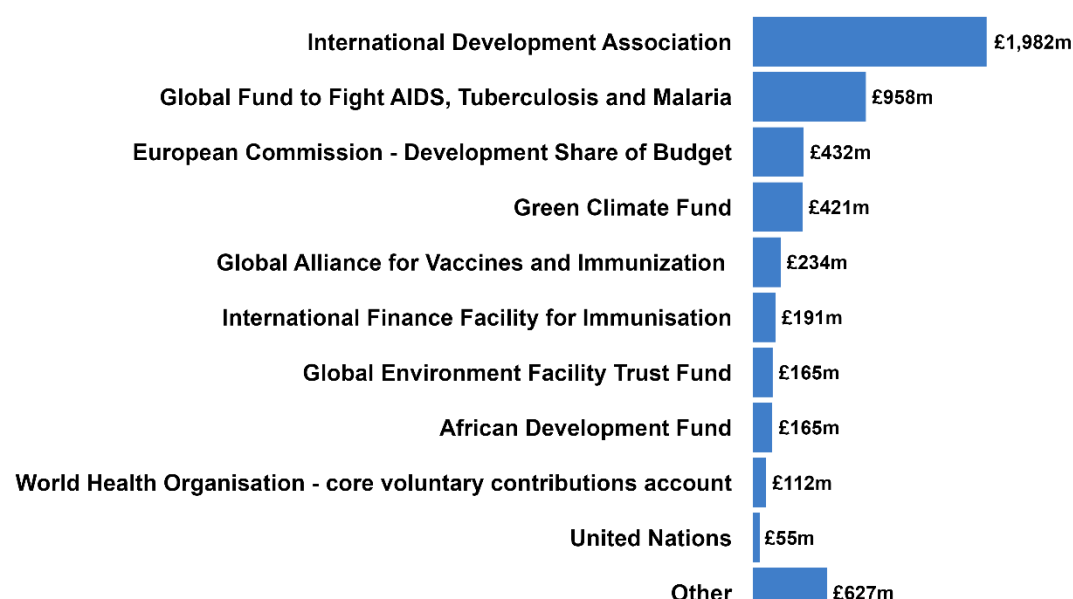 International Development Association £1,982m
Global Fund to Fight AIDS, Tuberculosis and Malaria £958m
European Commission - Development Share of Budget £432m
Green Climate Fund £421m
Global Alliance for Vaccines and Immunization £234m
International Finance Facility for Immunisation £191m
Global Environment Facility Trust Fund £165m
African Development Fund £165m
World Health Organisation - core voluntary contributions account £112m
United Nations £55m
Other £627m